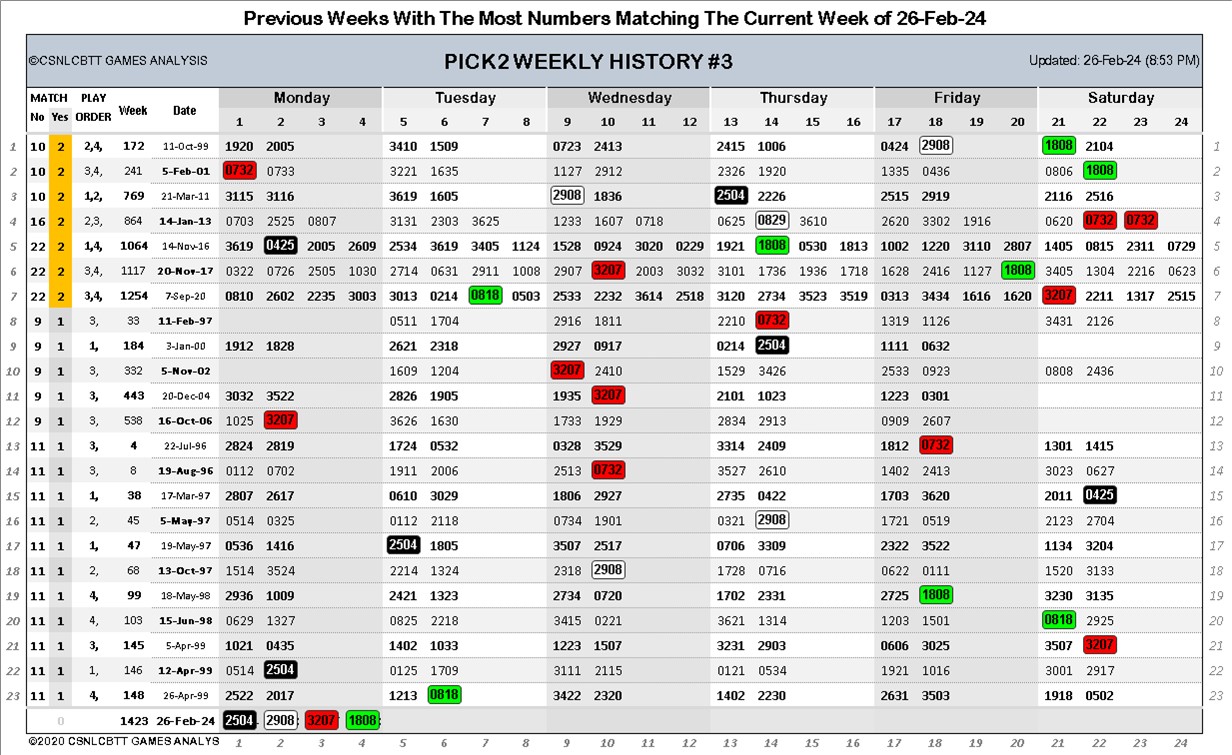 Previous Weeks With The Most Numbers Matching The Current Week of 26-Feb-24
©CSNLCBTT GAMES ANALYSIS PICK2 WEEKLY HISTORY #3 Updated: 26-Feb-24 (8:53 PM)
MATCH PLAY Week Date Monday Tuesday Wednesday Thursday Friday Saturday
No Yes ORDER 1 2 3 4 5 6 7 8 9 10 11 12 13 14 15 16 17 18 19 20 21 22 23 24
1 10 2 2,4, 172 11-Oct-99 1920 2005 3410 1509 0723 2413 2415 1006 0424 2908 1808 2104 1
2 10 2 3,4, 241 5-Feb-01 0732 0733 3221 1635 1127 2912 2326 1920 1335 0436 0806 1808 2
3 10 2 1,2, 769 21-Mar-11 3115 3116 3619 1605 2908 1836 2504 2226 2515 2919 2116 2516 3
4 16 2 2,3, 864 14-Jan-13 0703 2525 0807 3131 2303 3625 1233 1607 0718 0625 0829 3610 2620 3302 1916 0620 0732 0732 4
5 22 2 1,4, 1064 14-Nov-16 3619 0425 2005 2609 2534 3619 3405 1124 1528 0924 3020 0229 1921 1808 0530 1813 1002 1220 3110 2807 1405 0815 2311 0729 5
6 22 2 3,4, 1117 20-Nov-17 0322 0726 2505 1030 2714 0631 2911 1008 2907 3207 2003 3032 3101 1736 1936 1718 1628 2416 1127 1808 3405 1304 2216 0623 6
7 22 2 3,4, 1254 7-Sep-20 0810 2602 2235 3003 3013 0214 0818 0503 2533 2232 3614 2518 3120 2734 3523 3519 0313 3434 1616 1620 3207 2211 1317 2515 7
8 9 1 3, 33 11-Feb-97 0511 1704 2916 1811 2210 0732 1319 1126 3431 2126 8
9 9 1 1, 184 3-Jan-00 1912 1828 2621 2318 2927 0917 0214 2504 1111 0632 9
10 9 1 3, 332 5-Nov-02 1609 1204 3207 2410 1529 3426 2533 0923 0808 2436 10
11 9 1 3, 443 20-Dec-04 3032 3522 2826 1905 1935 3207 2101 1023 1223 0301 11
12 9 1 3, 538 16-Oct-06 1025 3207 3626 1630 1733 1929 2834 2913 0909 2607 12
13 11 1 3, 4 22-Jul-96 2824 2819 1724 0532 0328 3529 3314 2409 1812 0732 1301 1415 13
14 11 1 3, 8 19-Aug-96 0112 0702 1911 2006 2513 0732 3527 2610 1402 2413 3023 0627 14
15 11 1 1, 38 17-Mar-97 2807 2617 0610 3029 1806 2927 2735 0422 1703 3620 2011 0425 15
16 11 1 2, 45 5-May-97 0514 0325 0112 2118 0734 1901 0321 2908 1721 0519 2123 2704 16
17 11 1 1, 47 19-May-97 0536 1416 2504 1805 3507 2517 0706 3309 2322 3522 1134 3204 17
18 11 1 2, 68 13-Oct-97 1514 3524 2214 1324 2318 2908 1728 0716 0622 0111 1520 3133 18
19 11 1 4, 99 18-May-98 2936 1009 2421 1323 2734 0720 1702 2331 2725 1808 3230 3135 19
20 11 1 4, 103 15-Jun-98 0629 1327 0825 2218 3415 0221 3621 1314 1203 1501 0818 2925 20
21 11 1 3, 145 5-Apr-99 1021 0435 1402 1033 1223 1507 3231 2903 0606 3025 3507 3207 21
22 11 1 1, 146 12-Apr-99 0514 2504 0125 1709 3111 2115 0121 0534 1921 1016 3001 2917 22
23 11 1 4, 148 26-Apr-99 2522 2017 1213 0818 3422 2320 1402 2230 2631 3503 1918 0502 23
0 1423 26-Feb-24 2504 2908 3207 1808
©2020 CSNLCBTT GAMES ANALYS 1 2 3 4 5 6 7 8 9 10 11 12 13 14 15 16 17 18 19 20 21 22 23 24